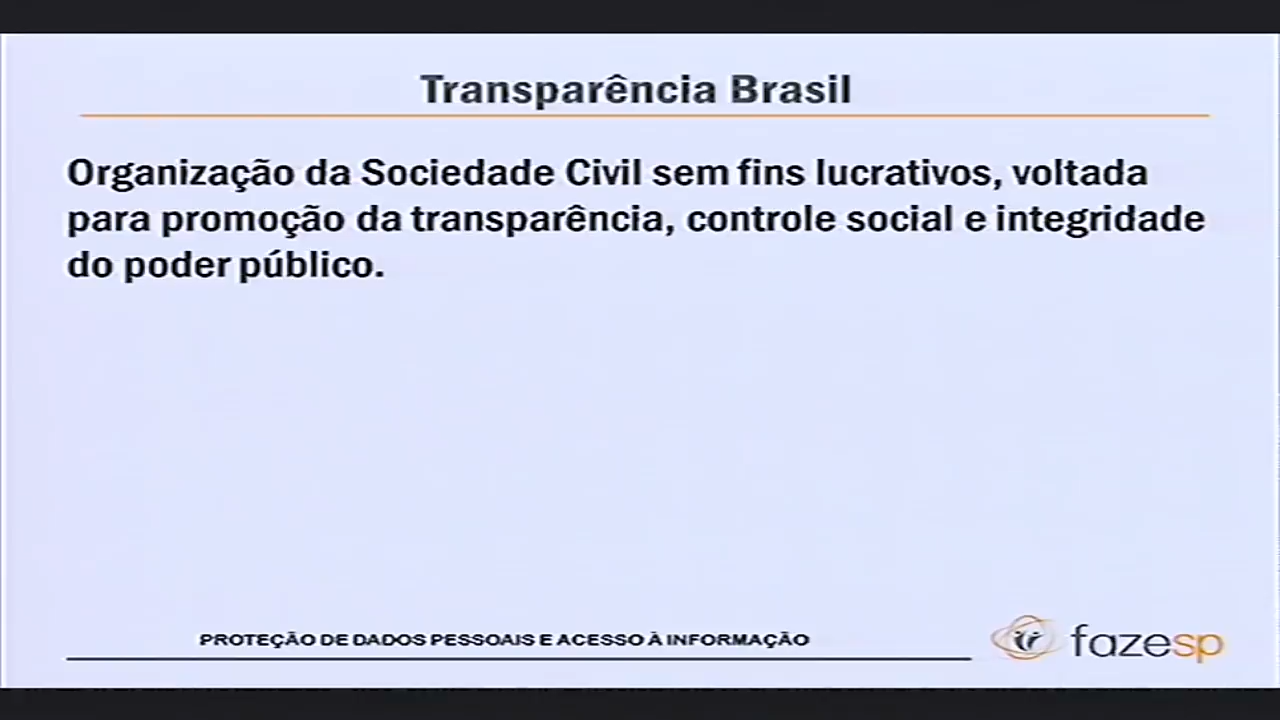 Transparência Brasil
Organização da Sociedade Civil sem fins lucrativos, voltada
para promoção da transparência, controle social e integridade
do poder público.
PROTEÇÃO DE DADOS PESSOAIS E ACESSO À INFORMAÇÃO
fazesp